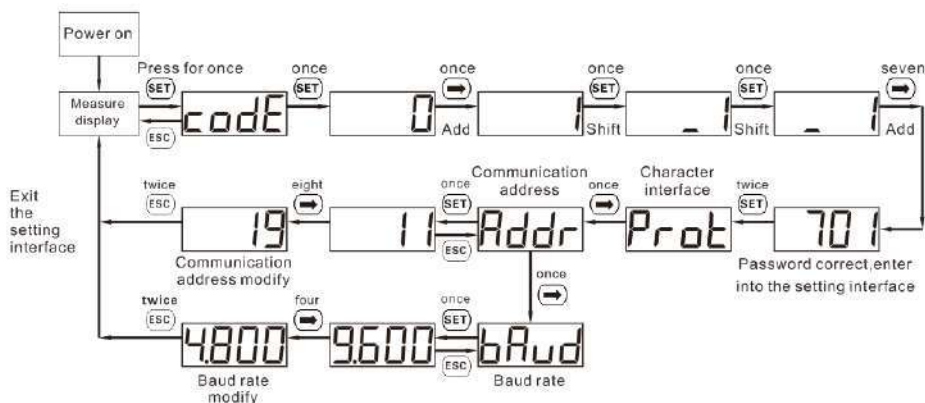 Power on
Press for once
SET
once
SET
once
once
SET
once
SET
seven
Measure
display
ESC
codE
0
Add
1
Shift
_1
Shift
_ 1
Add
Exit
the
setting
interface
twice
ESC
19
Communication
address modify
eight
11
once
SET
ESC
Communication
address
Addr
once
Character
interface
Prot
twice
SET
701
Password correct,enter
into the setting interface
once
twice
ESC
4.800
Baud rate
modify
four
9.600
once
SET
ESC
bAud
Baud rate